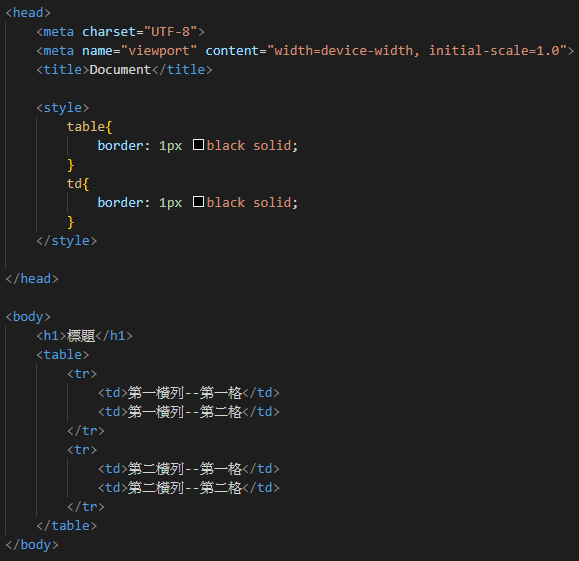 <head>
    <meta charset="UTF-8">
    <meta name="viewport" content="width=device-width, initial-scale=1.0">
    <title>Document</title>
    <style>
        table{
            border: 1px black solid;
        }
        td{
            border: 1px black solid;
        }
    </style>
</head>
<body>
    <h1>標題</h1>
    <table>
        <tr>
            <td>第一橫列--第一格</td>
            <td>第一橫列--第二格</td>
        </tr>
        <tr>
            <td>第二橫列--第一格</td>
            <td>第二橫列--第二格</td>
        </tr>
    </table>
</body>